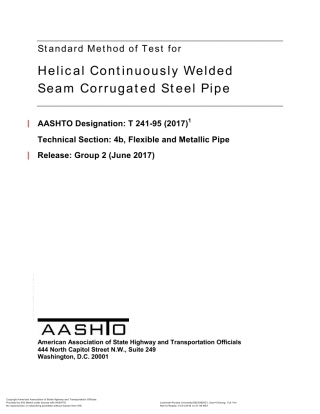 Standard Method of Test for
Helical Continuously Welded
Seam Corrugated Steel Pipe
AASHTO Designation: T 241-95 (2017)1
Technical Section: 4b, Flexible and Metallic Pipe
Release: Group 2 (June 2017)
AASHTO
American Association of State Highway and Transportation Officials
444 North Capitol Street N.W., Suite 249
Washington, D.C. 20001